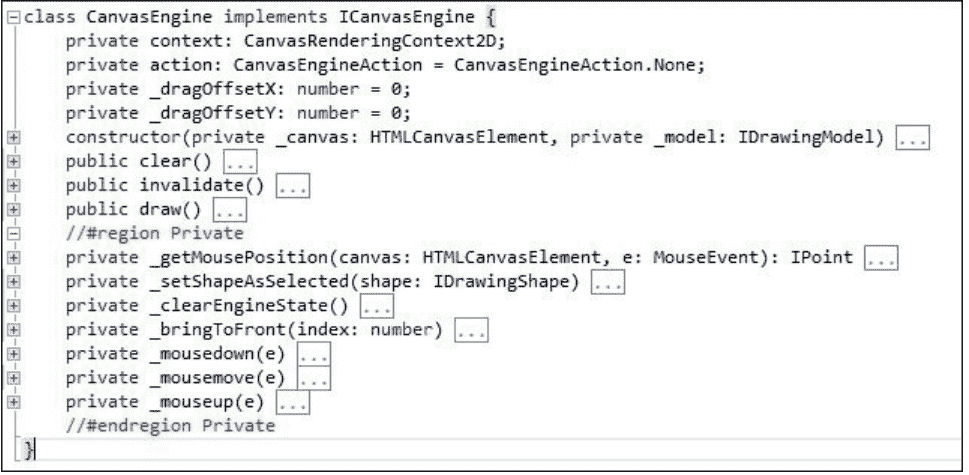 class CanvasEngine implements ICanvasEngine {
private context: CanvasRenderingContext2D;
private action: CanvasEngineAction = CanvasEngineAction.None;
private _dragOffsetX: number = 0;
private _dragOffsetY: number = 0;
constructor(private _canvas: HTMLCanvasElement, private _model: IDrawingModel) ...
public clear() ...
public invalidate() ...
public draw() ...
//#region Private
private _getMousePosition(canvas: HTMLCanvasElement, e: MouseEvent): IPoint ...
private _setShapeAsSelected(shape: IDrawingShape) ...
private _clearEngineState() ...
private _bringToFront(index: number) ...
private _mousedown(e) ...
private _mousemove(e) ...
private _mouseup(e) ...
//#endregion Private
}